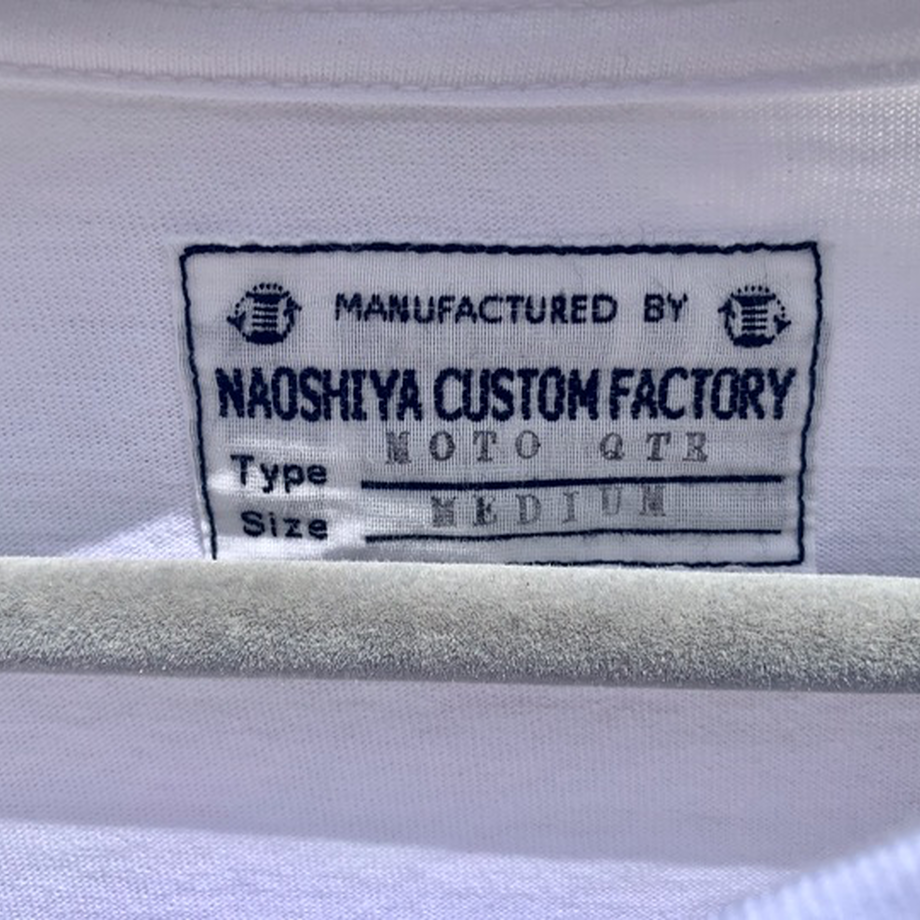 MANUFACTURED BY
NAOSHIYA CUSTOM FACTORY
Type MOTO QTR
Size MEDIUM